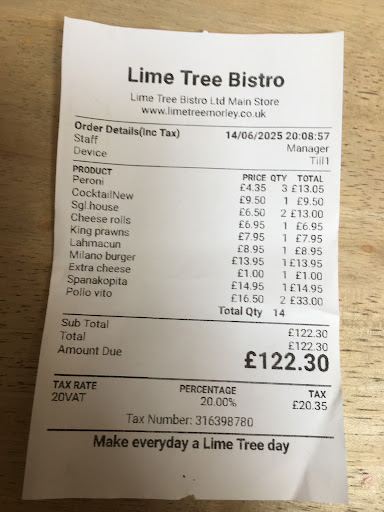 Lime Tree Bistro
Lime Tree Bistro Ltd Main Store
www.limetreemorley.co.uk
Order Details(Inc Tax) 14/06/2025 20:08:57
Staff Manager
Device Till1
PRODUCT PRICE QTY TOTAL
Peroni £4.35 3 £13.05
CocktailNew £9.50 1 £9.50
Sgl.house £6.50 2 £13.00
Cheese rolls £6.95 1 £6.95
King prawns £7.95 1 £7.95
Lahmacun £8.95 1 £8.95
Milano burger £13.95 1 £13.95
Extra cheese £1.00 1 £1.00
Spanakopita £14.95 1 £14.95
Pollo vito £16.50 2 £33.00
Total Qty 14
Sub Total £122.30
Total £122.30
Amount Due £122.30
TAX RATE PERCENTAGE TAX
20VAT 20.00% £20.35
Tax Number: 316398780
Make everyday a Lime Tree day